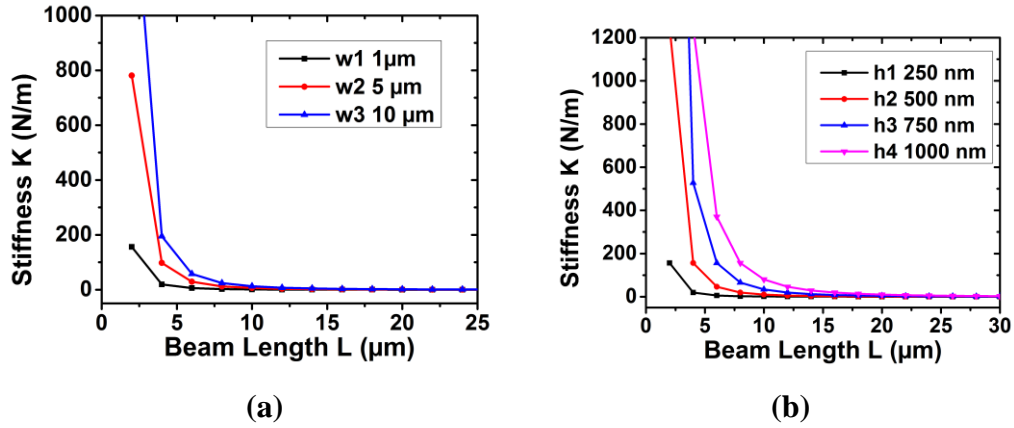 1000
800
600
400
200
0
Stiffness K (N/m)
w1 1µm
w2 5 µm
w3 10 µm
0 5 10 15 20 25
Beam Length L (µm)
(a)
1200
1000
800
600
400
200
0
Stiffness K (N/m)
h1 250 nm
h2 500 nm
h3 750 nm
h4 1000 nm
0 5 10 15 20 25 30
Beam Length L (µm)
(b)